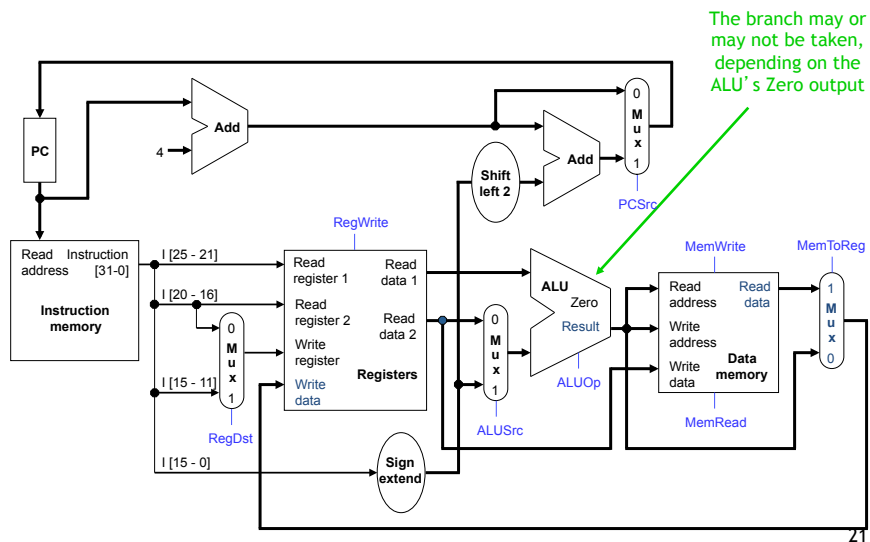 The branch may or
may not be taken,
depending on the
ALU's Zero output
0
M
u
x
1
Add
PC
4
Add
Shift
left 2
PCSrc
RegWrite
MemWrite
MemToReg
Read
address
Instruction
[31-0]
Instruction
memory
I [25 - 21]
I [20 - 16]
I [15 - 11]
I [15 - 0]
0
M
u
x
1
RegDst
Read
register 1
Read
data 1
Read
register 2
Read
data 2
Write
register
Write
data
Registers
Sign
extend
0
M
u
x
1
ALUSrc
ALU
Zero
Result
ALUOp
Read
address
Read
data
Write
address
Write
data
Data
memory
MemRead
1
M
u
x
0
21